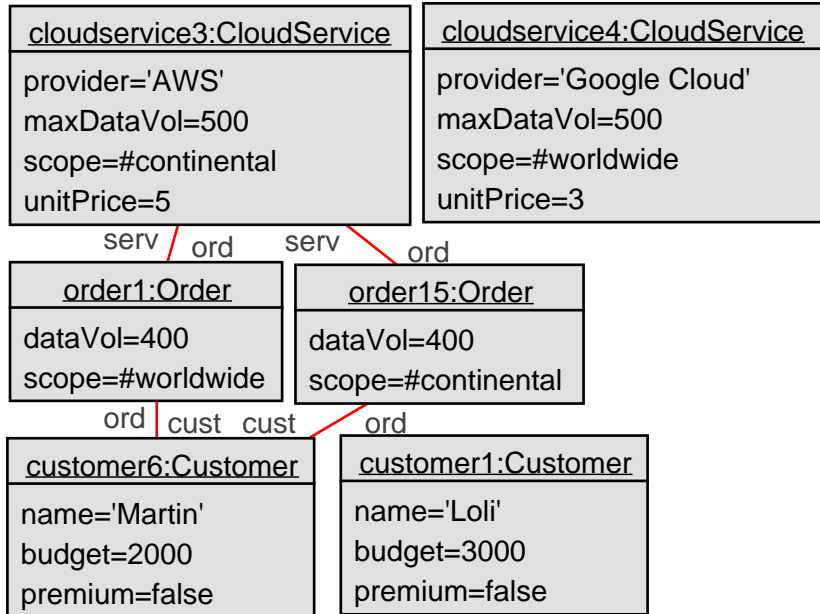 cloudservice3:CloudService
provider='AWS'
maxDataVol=500
scope=#continental
unitPrice=5
cloudservice4:CloudService
provider='Google Cloud'
maxDataVol=500
scope=#worldwide
unitPrice=3
serv ord serv ord
order1:Order
dataVol=400
scope=#worldwide
order15:Order
dataVol=400
scope=#continental
ord cust cust ord
customer6:Customer
name='Martin'
budget=2000
premium=false
customer1:Customer
name='Loli'
budget=3000
premium=false